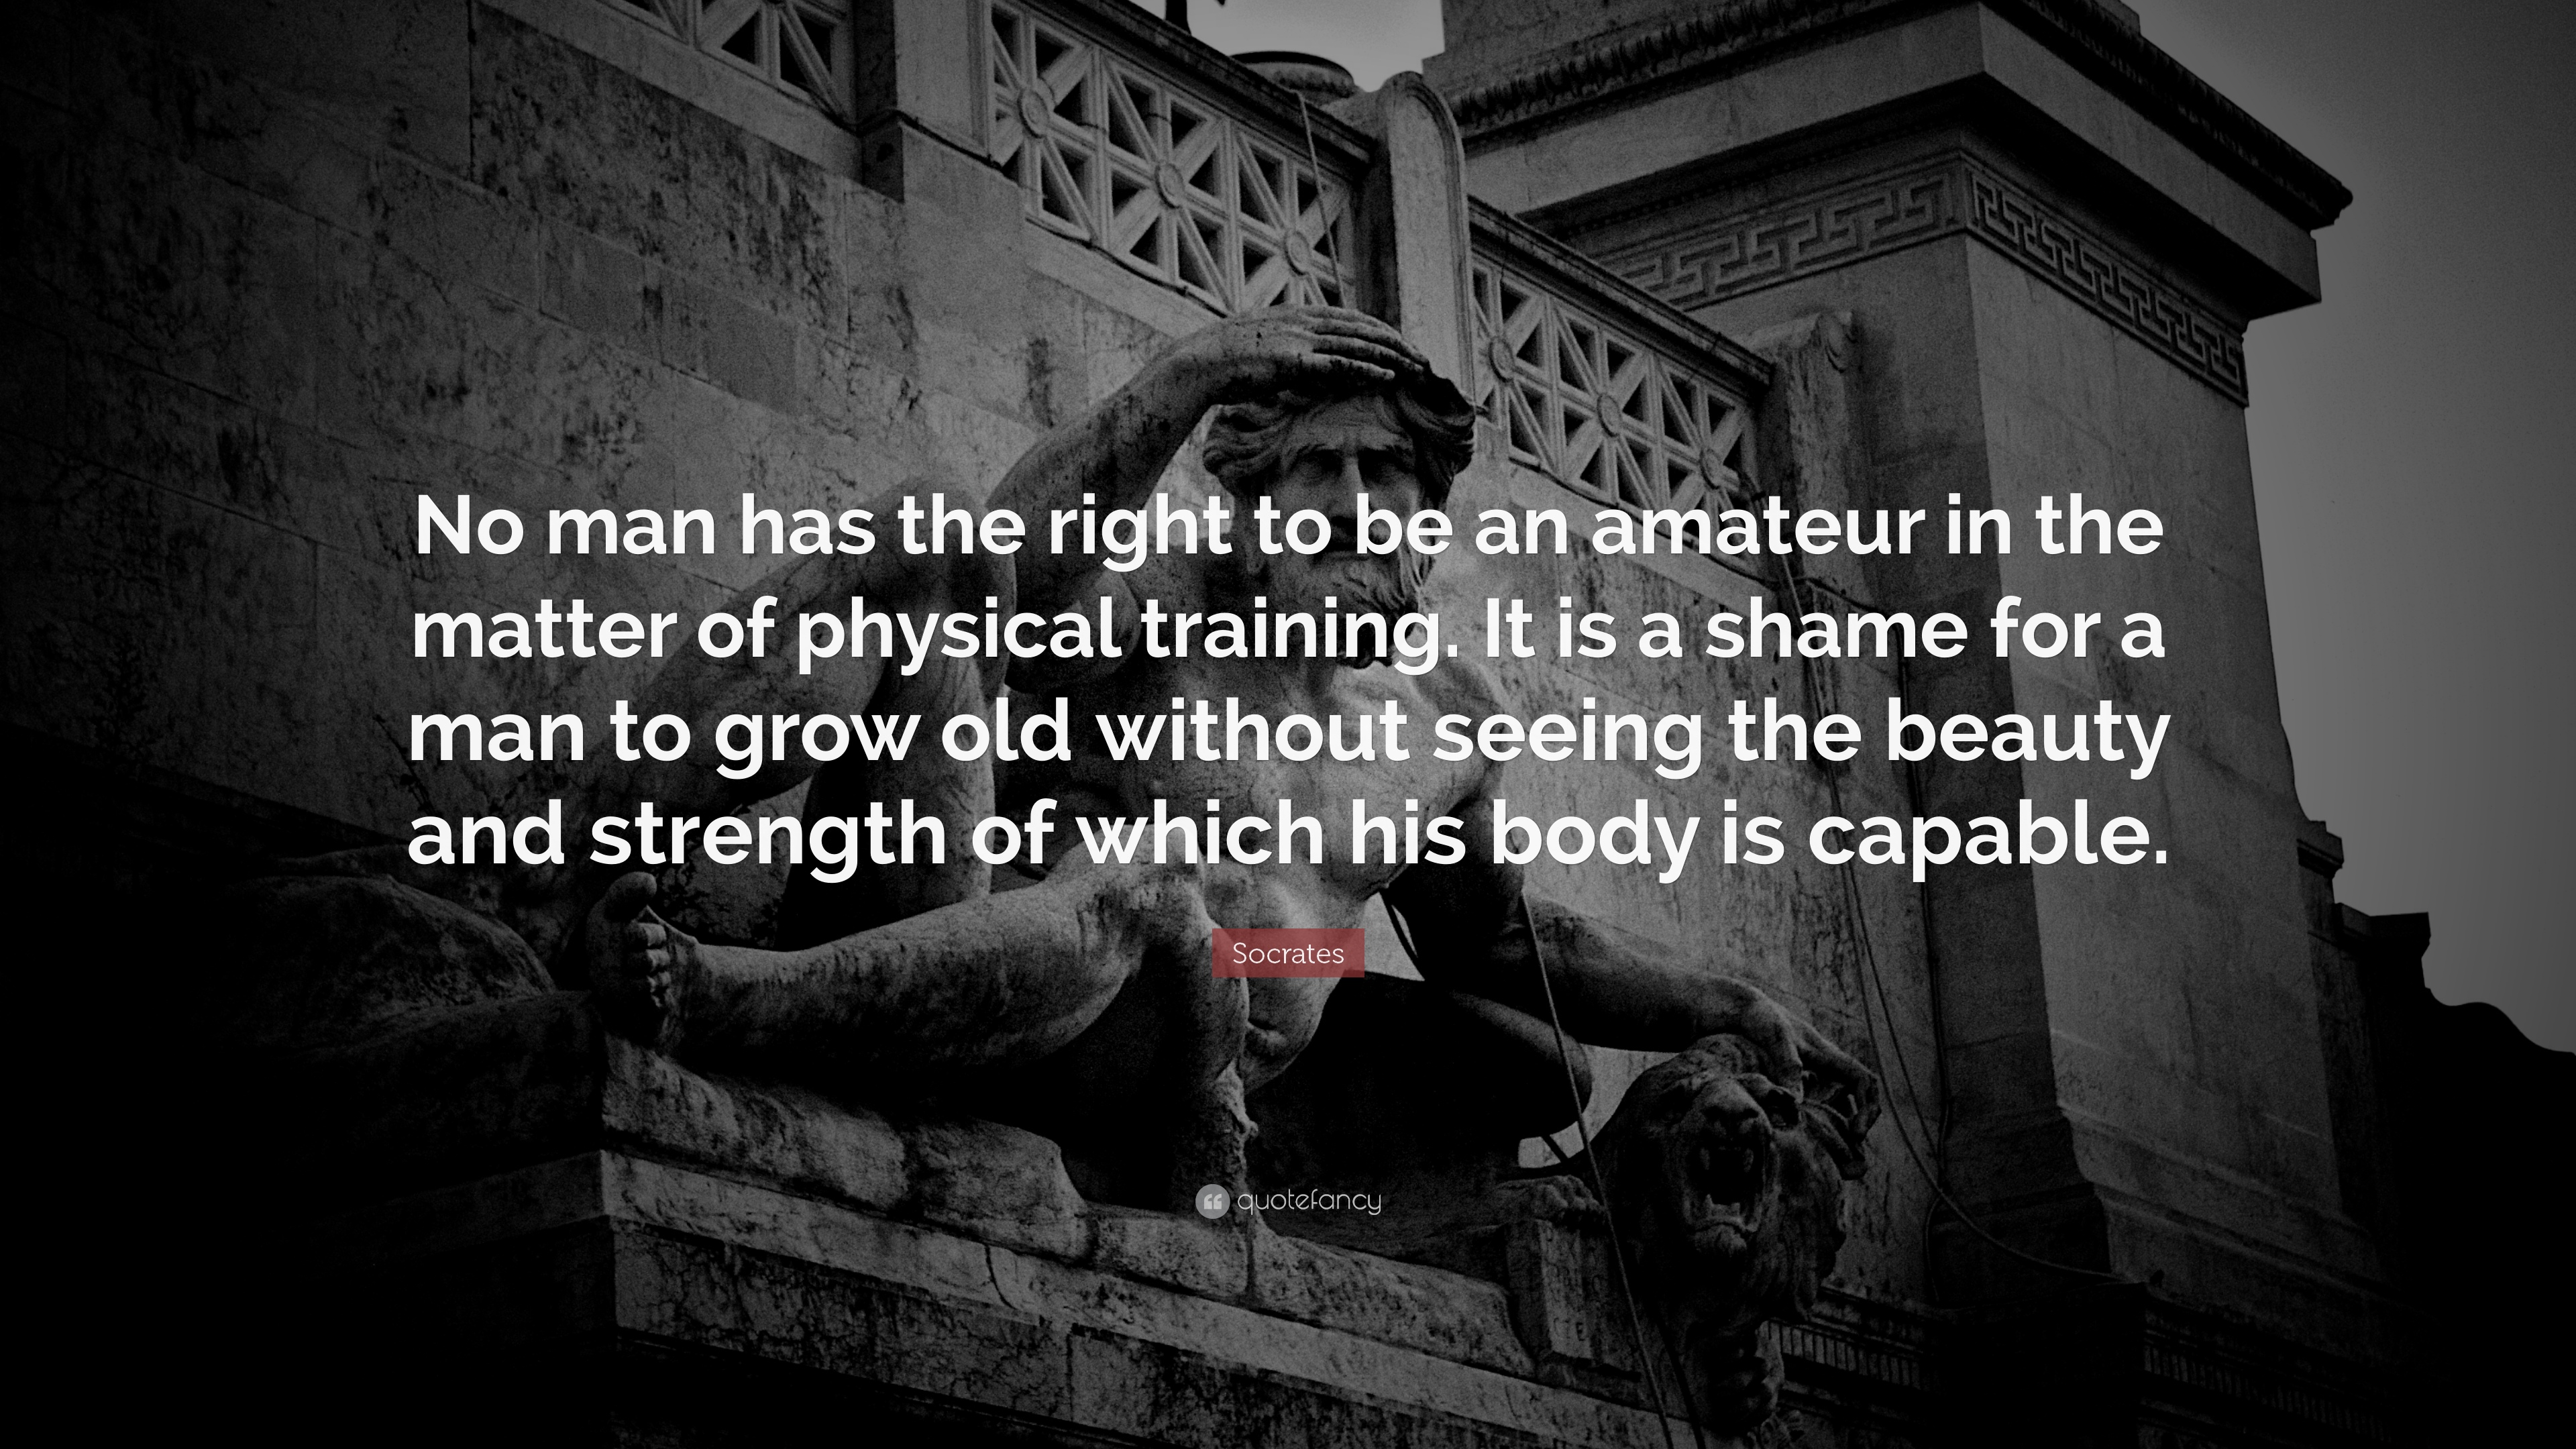 No man has the right to be an amateur in the
matter of physical training. It is a shame for a
man to grow old without seeing the beauty
and strength of which his body is capable.
Socrates
quotefancy